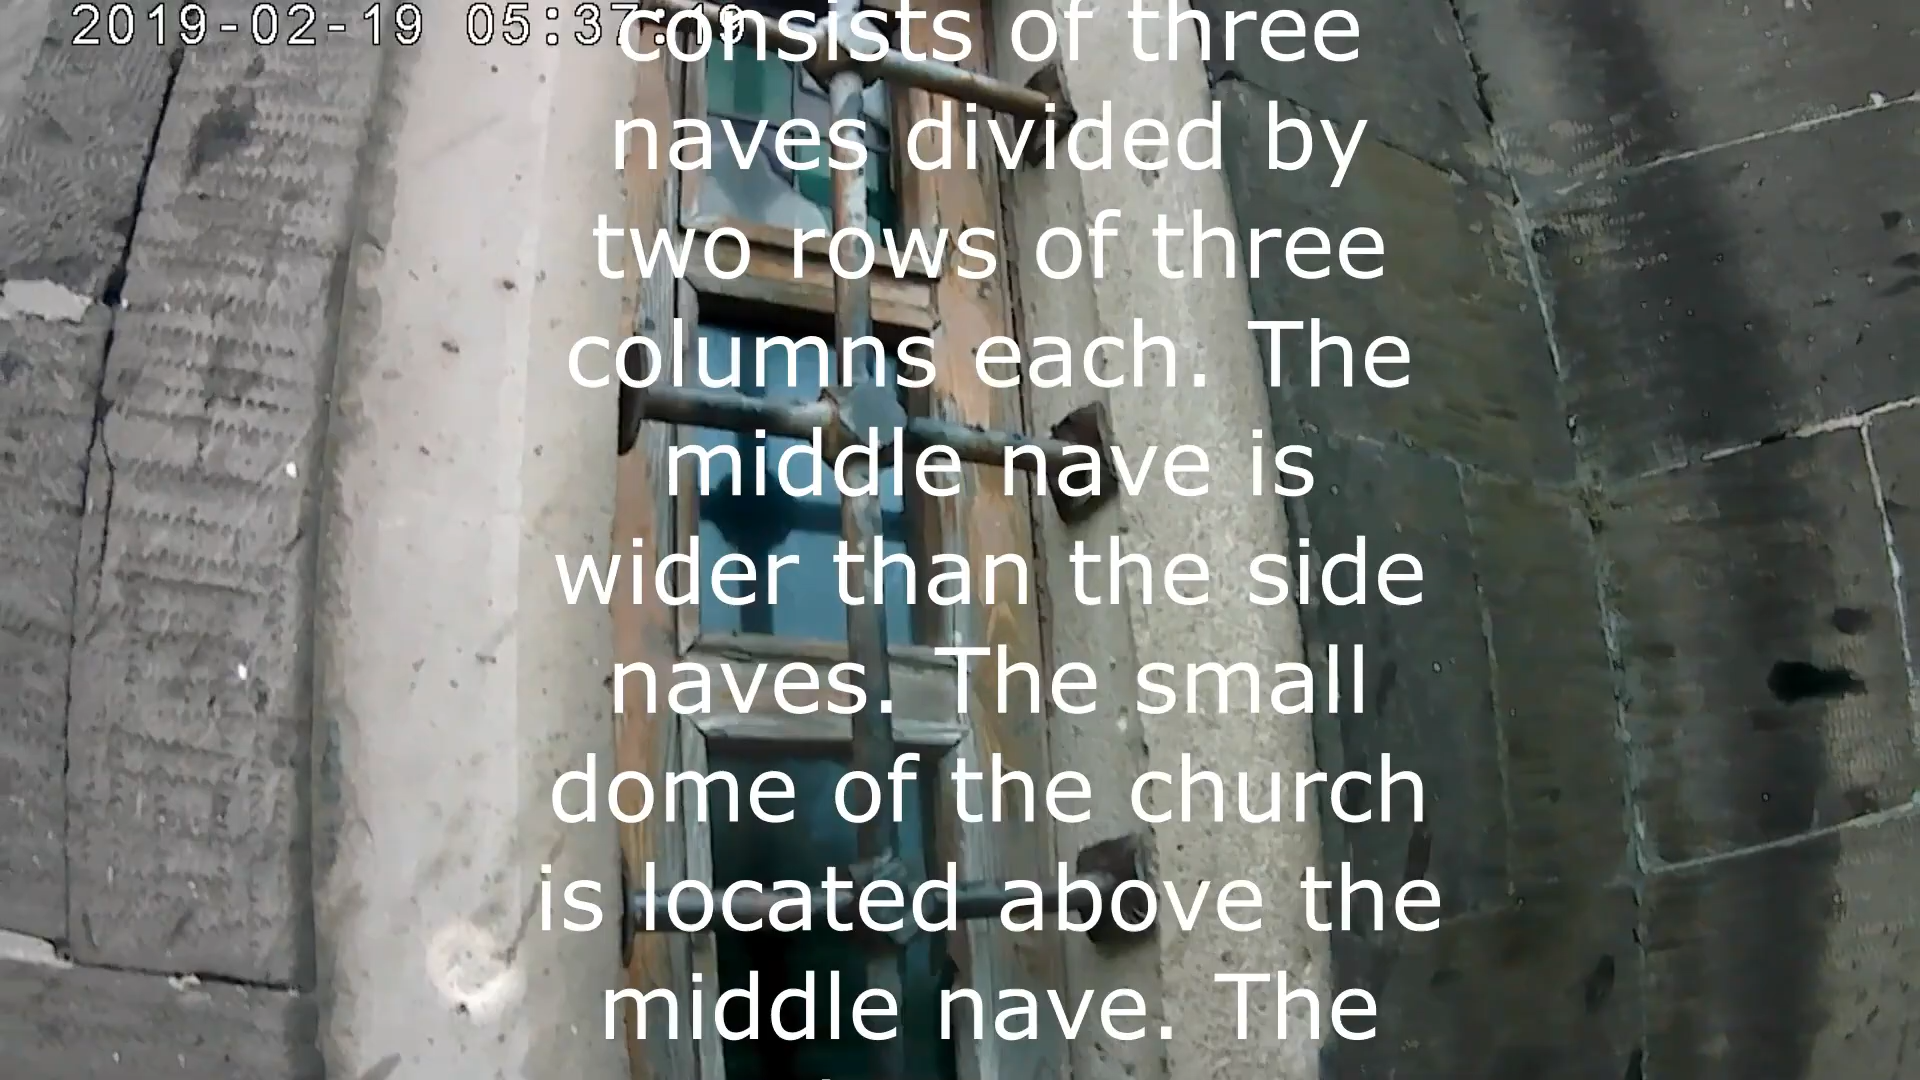 2019-02-19 05:37:19
consists of three
naves divided by
two rows of three
columns each. The
middle nave is
wider than the side
naves. The small
dome of the church
is located above the
middle nave. The